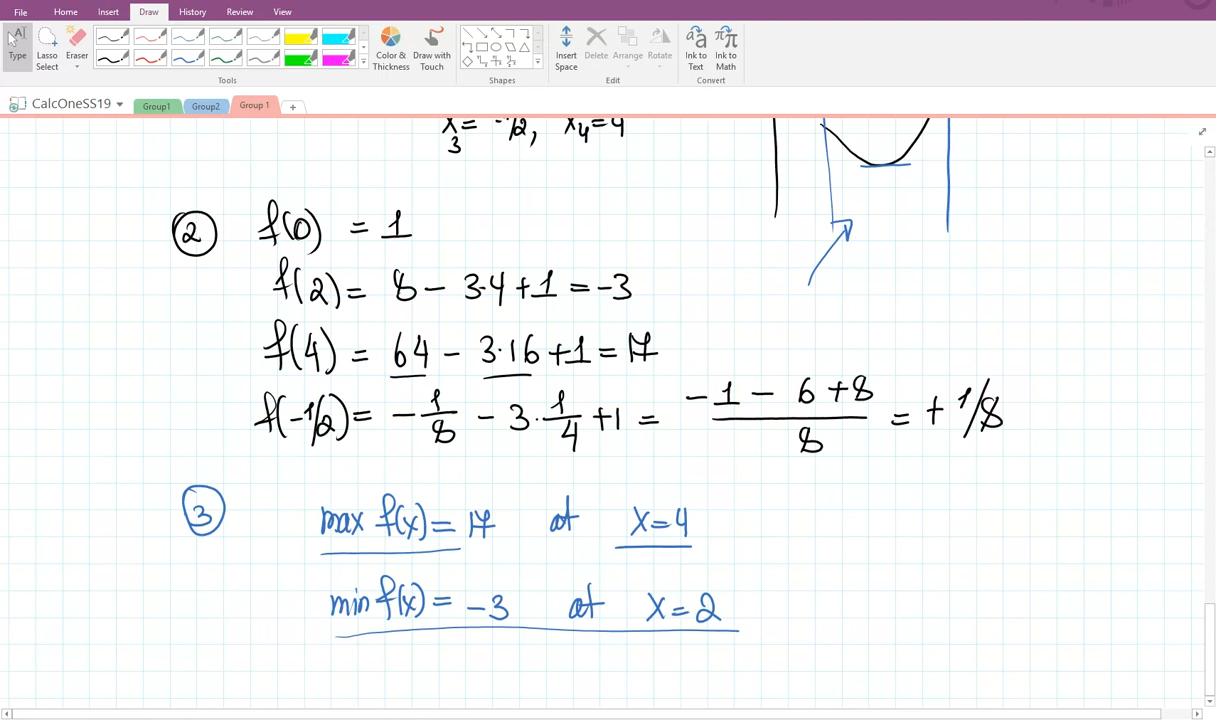 File Home Insert Draw History Review View
Type Lasso Select Eraser Color & Thickness Draw with Touch Insert Space Delete Arrange Rotate Ink to Text Ink to Math
Tools Shapes Edit Convert
CalcOneSS19 Group1 Group2 Group 1
x₃ = -1/2, x₄ = 4
② f(0) = 1
f(2) = 8 - 3·4 + 1 = -3
f(4) = 64 - 3·16 + 1 = 17
f(-1/2) = - 1/8 - 3· 1/4 + 1 = (-1 - 6 + 8)/8 = + 1/8
③ max f(x) = 17 at x=4
min f(x) = -3 at x=2